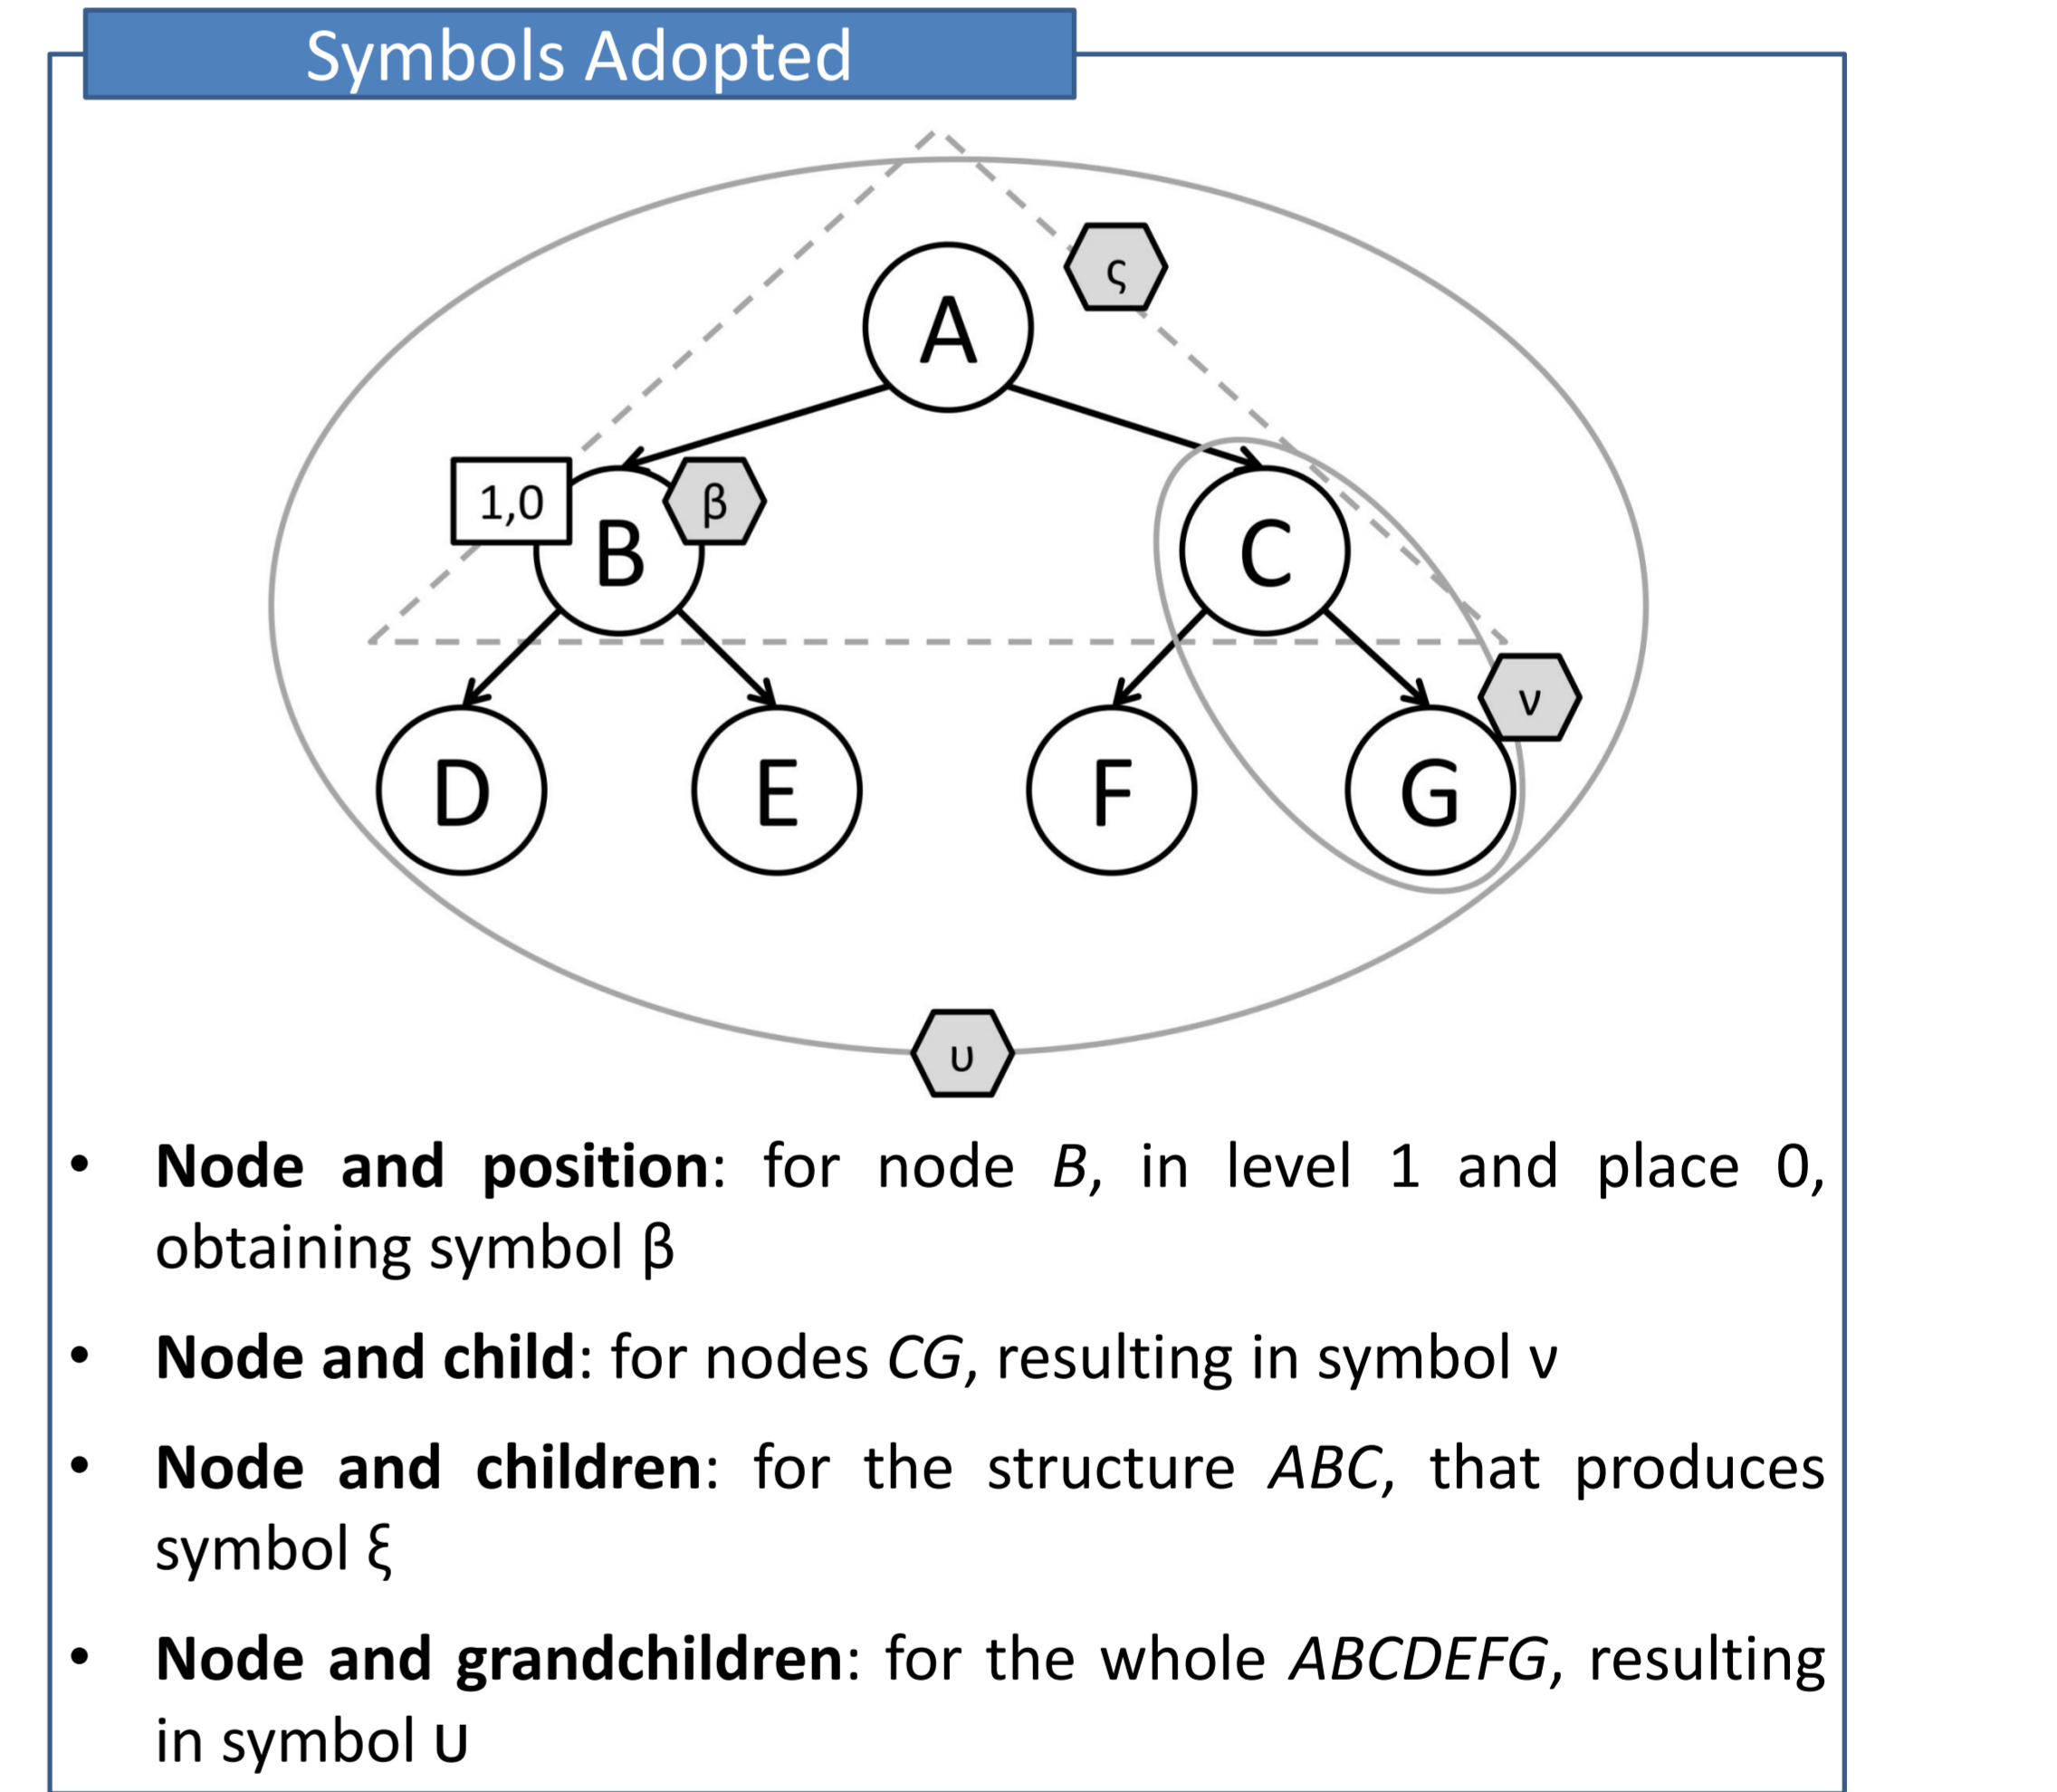 Symbols Adopted
A
ς
1,0
B
β
C
ν
D
E
F
G
υ
• Node and position: for node B, in level 1 and place 0,
obtaining symbol β
• Node and child: for nodes CG, resulting in symbol ν
• Node and children: for the structure ABC, that produces
symbol ξ
• Node and grandchildren: for the whole ABCDEFG, resulting
in symbol υ